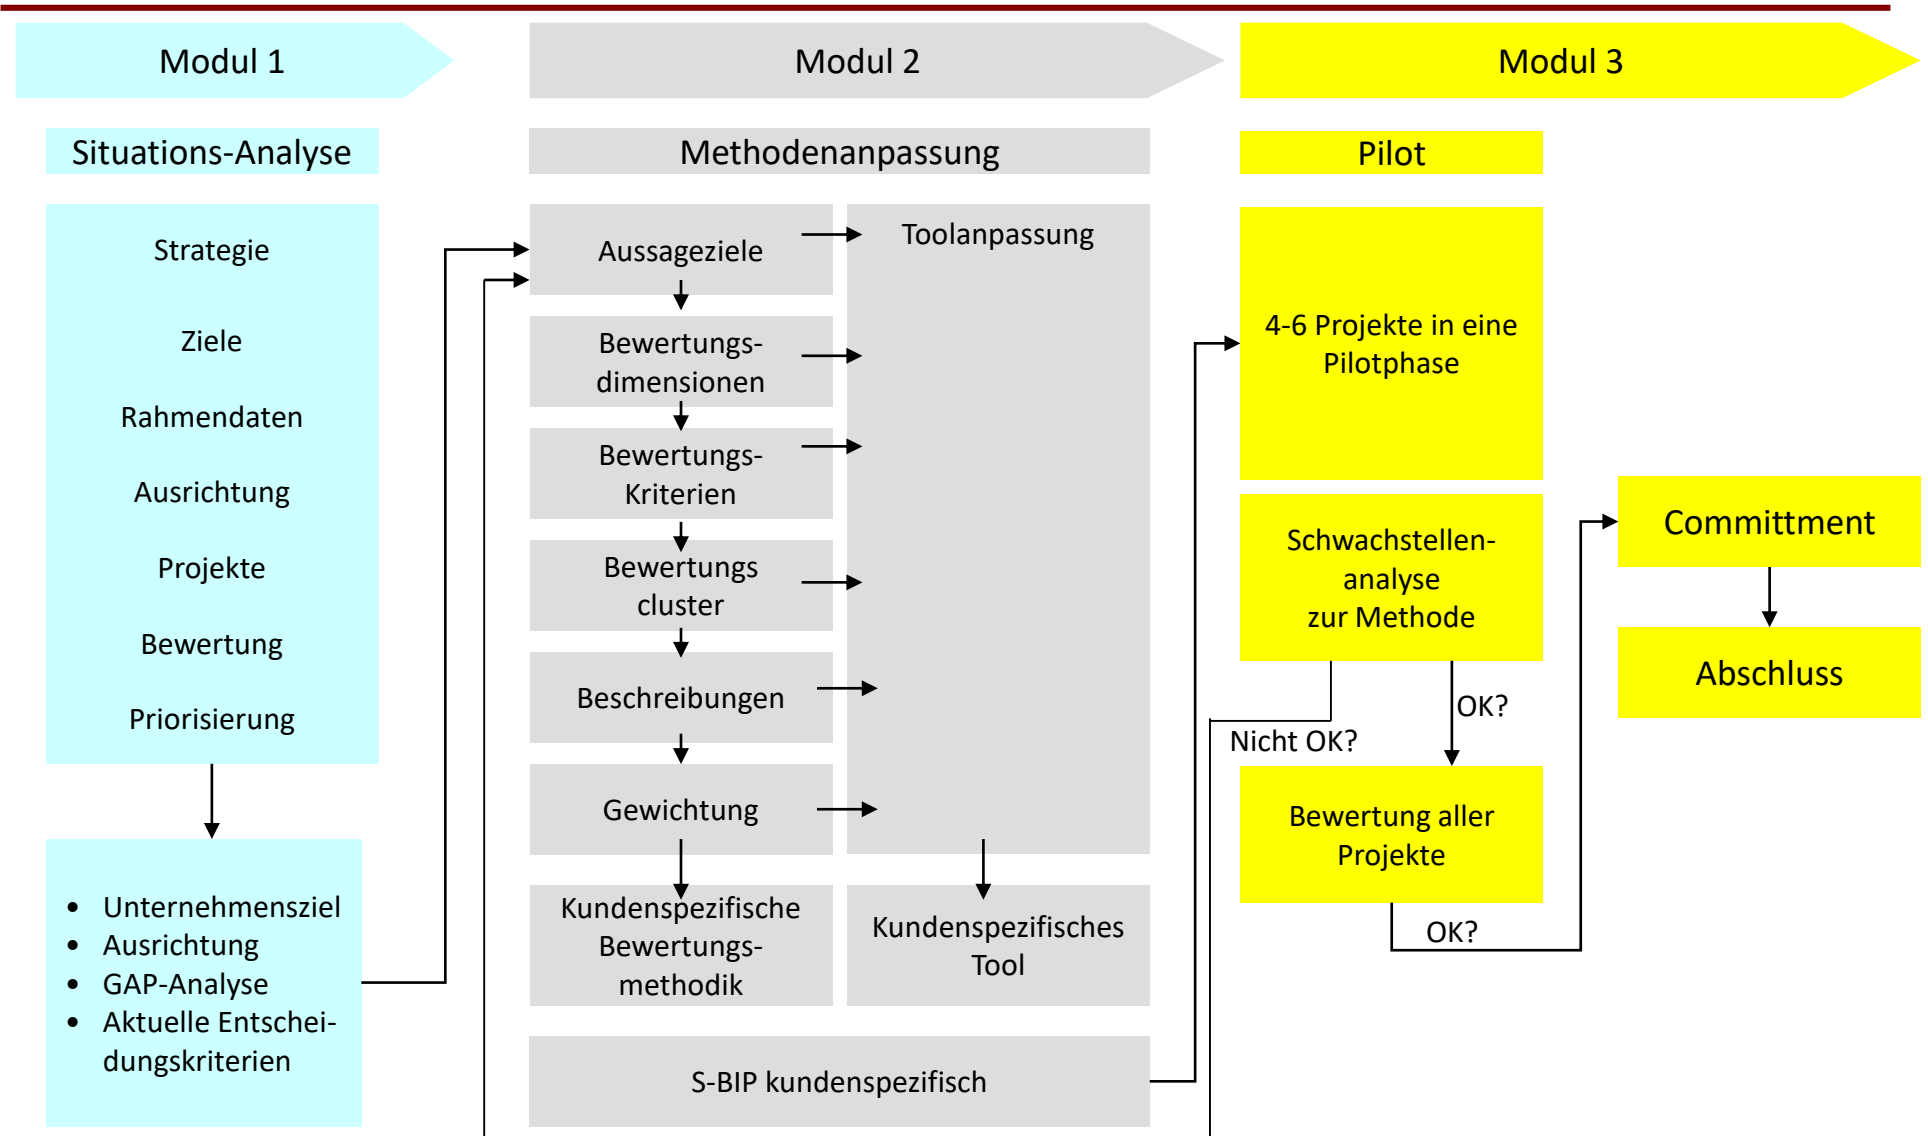 Modul 1
Modul 2
Modul 3
Situations-Analyse
Methodenanpassung
Pilot
Strategie
Ziele
Rahmendaten
Ausrichtung
Projekte
Bewertung
Priorisierung
• Unternehmensziel
• Ausrichtung
• GAP-Analyse
• Aktuelle Entschei-
dungskriterien
Aussageziele
Bewertungs-
dimensionen
Bewertungs-
Kriterien
Bewertungs
cluster
Beschreibungen
Gewichtung
Kundenspezifische
Bewertungs-
methodik
Toolanpassung
Kundenspezifisches
Tool
S-BIP kundenspezifisch
4-6 Projekte in eine
Pilotphase
Schwachstellen-
analyse
zur Methode
OK?
Nicht OK?
Bewertung aller
Projekte
OK?
Committment
Abschluss